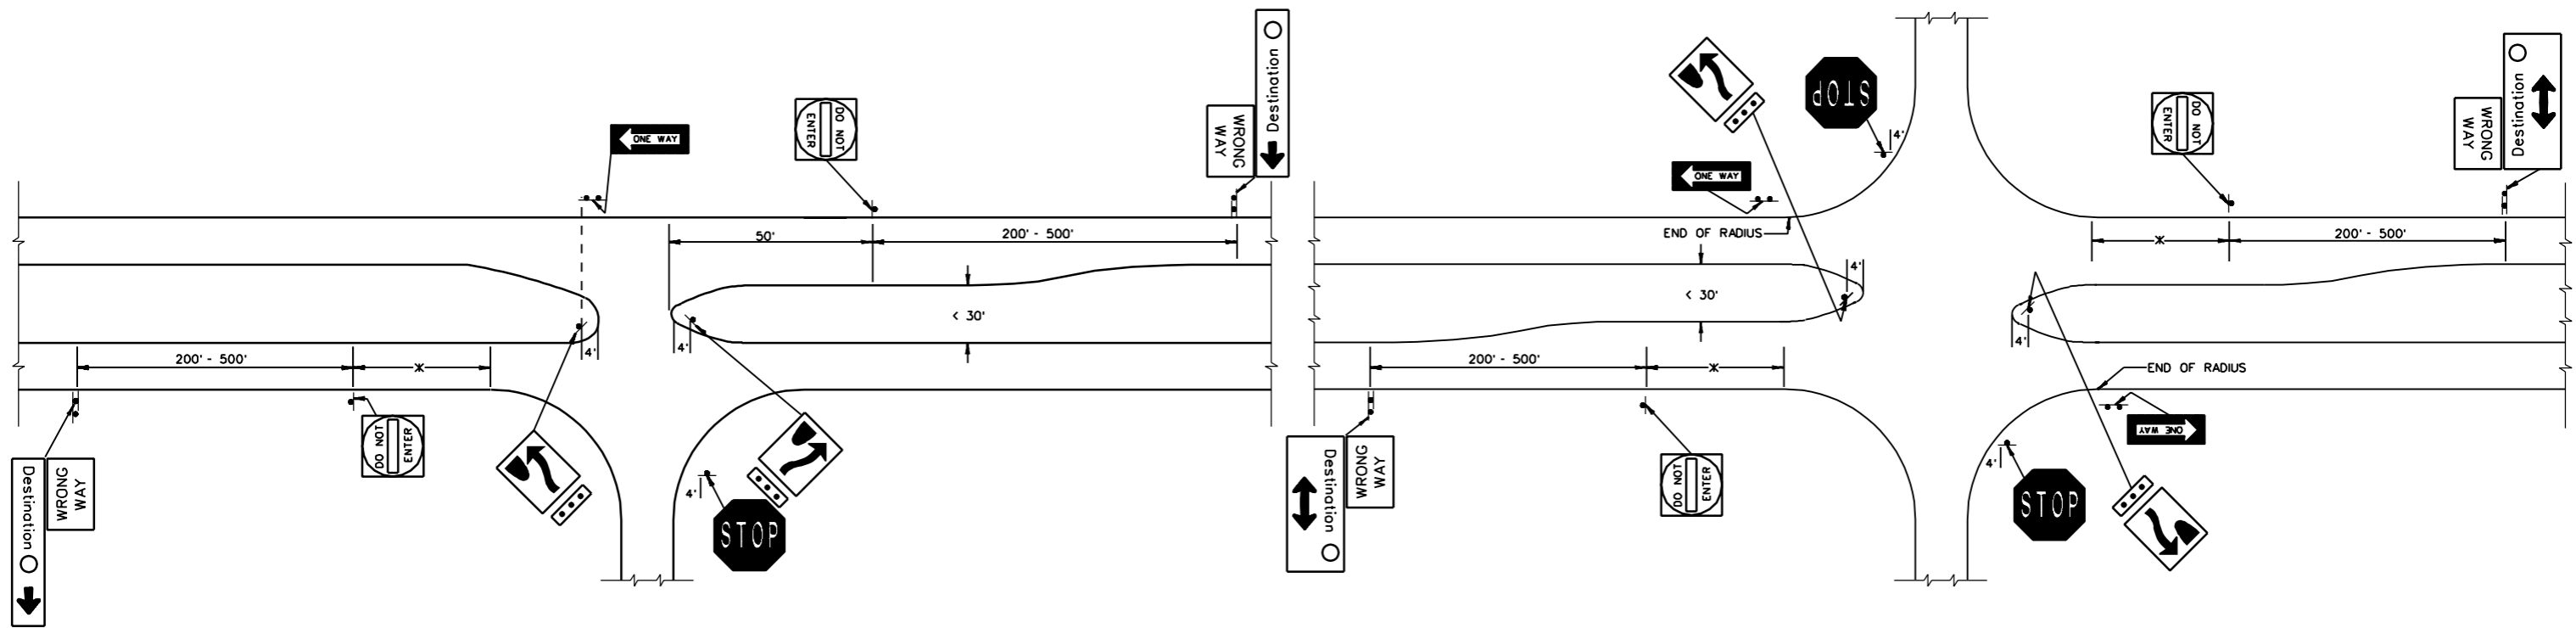 ONE WAY
DO NOT
ENTER
WRONG
WAY
Destination
50'
200' - 500'
< 30'
4'
4'
200' - 500'
ж
DO NOT
ENTER
WRONG
WAY
Destination
4'
STOP
STOP
4'
ONE WAY
END OF RADIUS
DO NOT
ENTER
WRONG
WAY
Destination
ж
200' - 500'
4'
< 30'
4'
200' - 500'
ж
END OF RADIUS
ONE WAY
WRONG
WAY
Destination
DO NOT
ENTER
4'
STOP